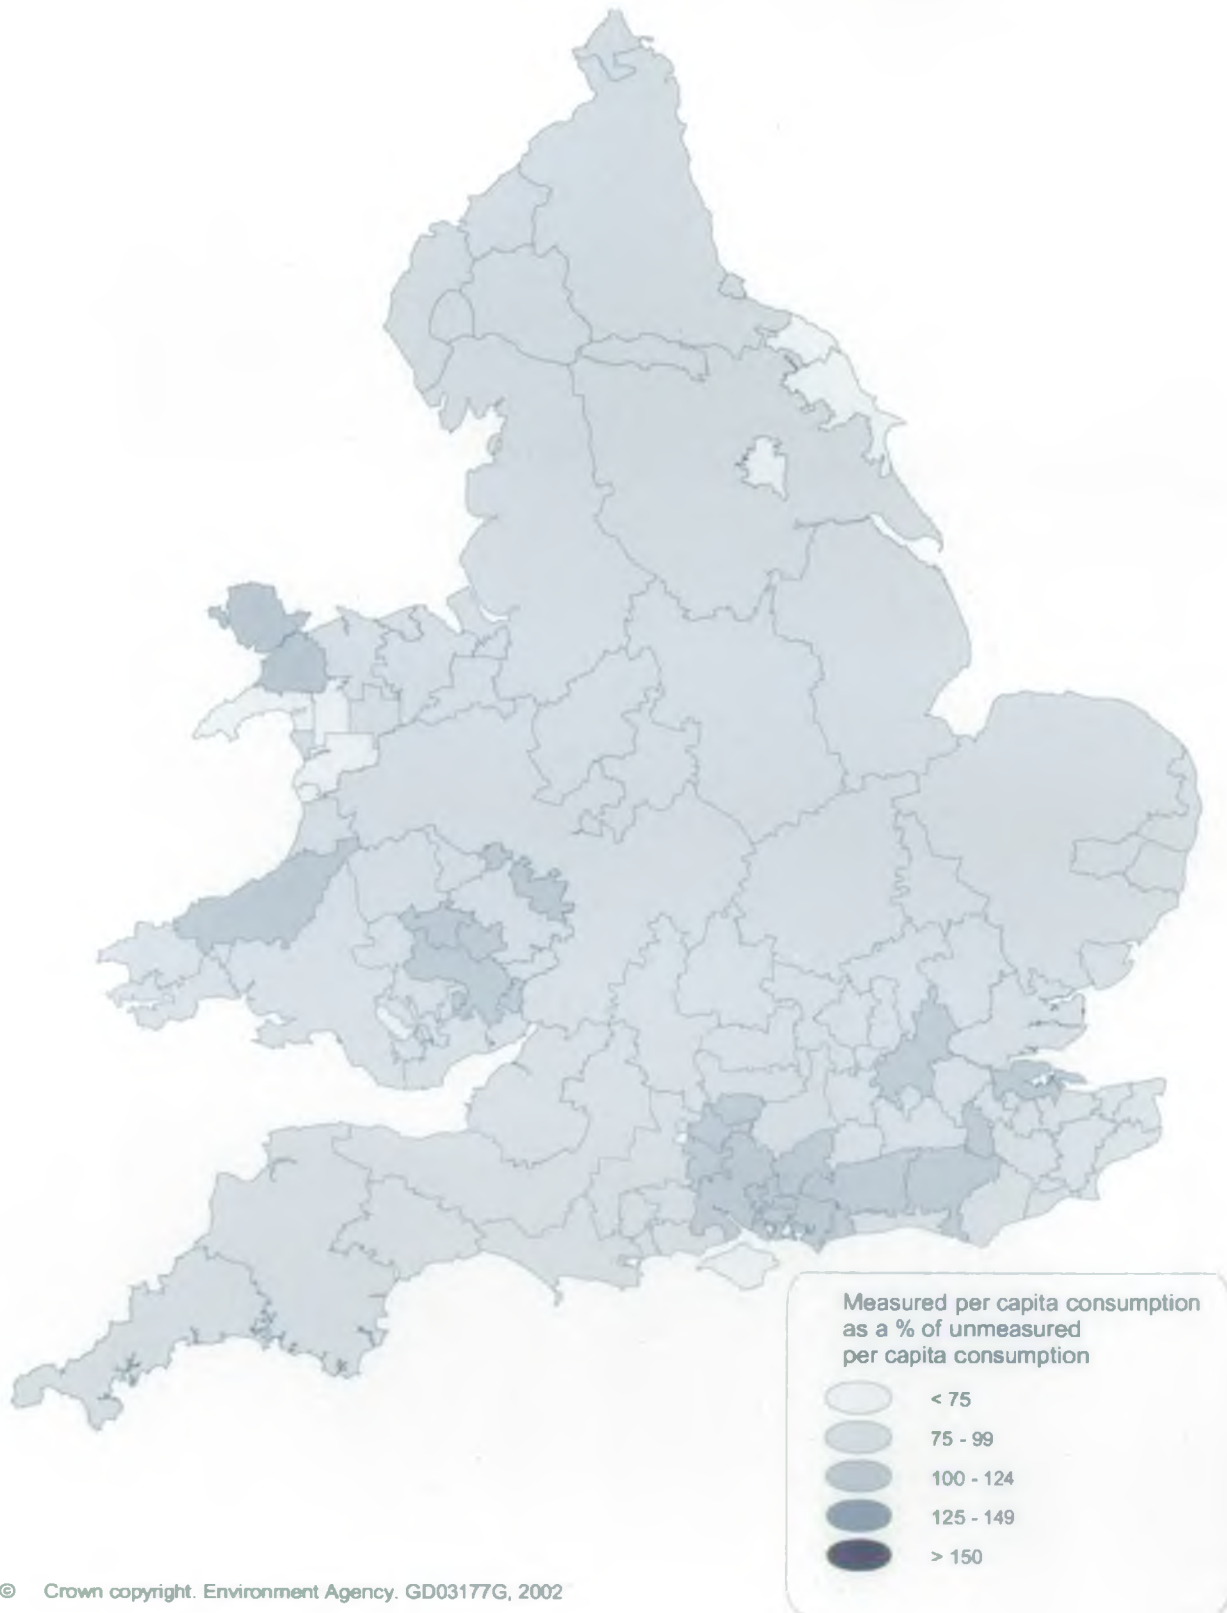 Measured per capita consumption
as a % of unmeasured
per capita consumption
< 75
75 - 99
100 - 124
125 - 149
> 150
© Crown copyright. Environment Agency. GD03177G, 2002